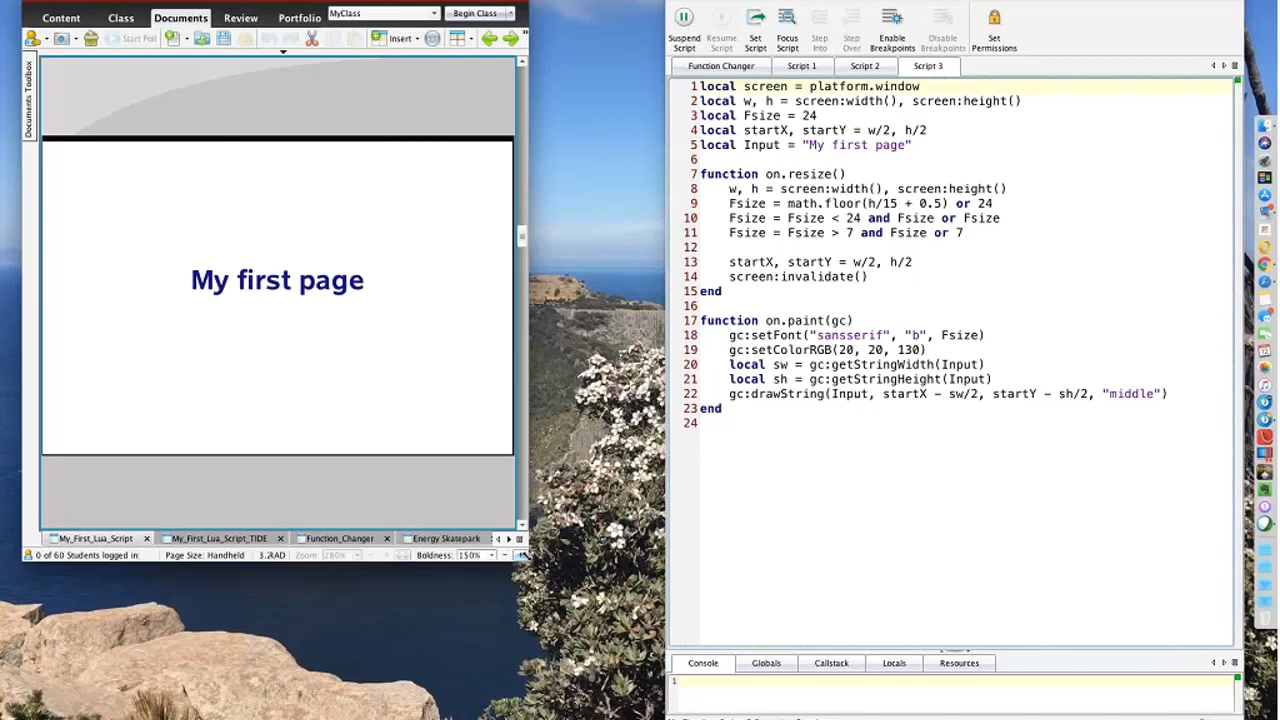 Content Class Documents Review Portfolio MyClass Begin Class
Start Poll Insert
Documents Toolbox
My first page
My_First_Lua_Script My_First_Lua_Script_TIDE Function_Changer Energy Skatepark
0 of 60 Students logged in Page Size: Handheld Zoom: 280% Boldness: 150%
Suspend Script Resume Script Set Script Focus Script Step Into Step Over Enable Breakpoints Disable Breakpoints Set Permissions
Function Changer Script 1 Script 2 Script 3
1 local screen = platform.window
2 local w, h = screen:width(), screen:height()
3 local Fsize = 24
4 local startX, startY = w/2, h/2
5 local Input = "My first page"
6
7 function on.resize()
8 w, h = screen:width(), screen:height()
9 Fsize = math.floor(h/15 + 0.5) or 24
10 Fsize = Fsize < 24 and Fsize or Fsize
11 Fsize = Fsize > 7 and Fsize or 7
12
13 startX, startY = w/2, h/2
14 screen:invalidate()
15 end
16
17 function on.paint(gc)
18 gc:setFont("sansserif", "b", Fsize)
19 gc:setColorRGB(20, 20, 130)
20 local sw = gc:getStringWidth(Input)
21 local sh = gc:getStringHeight(Input)
22 gc:drawString(Input, startX - sw/2, startY - sh/2, "middle")
23 end
24
Console Globals Callstack Locals Resources
1